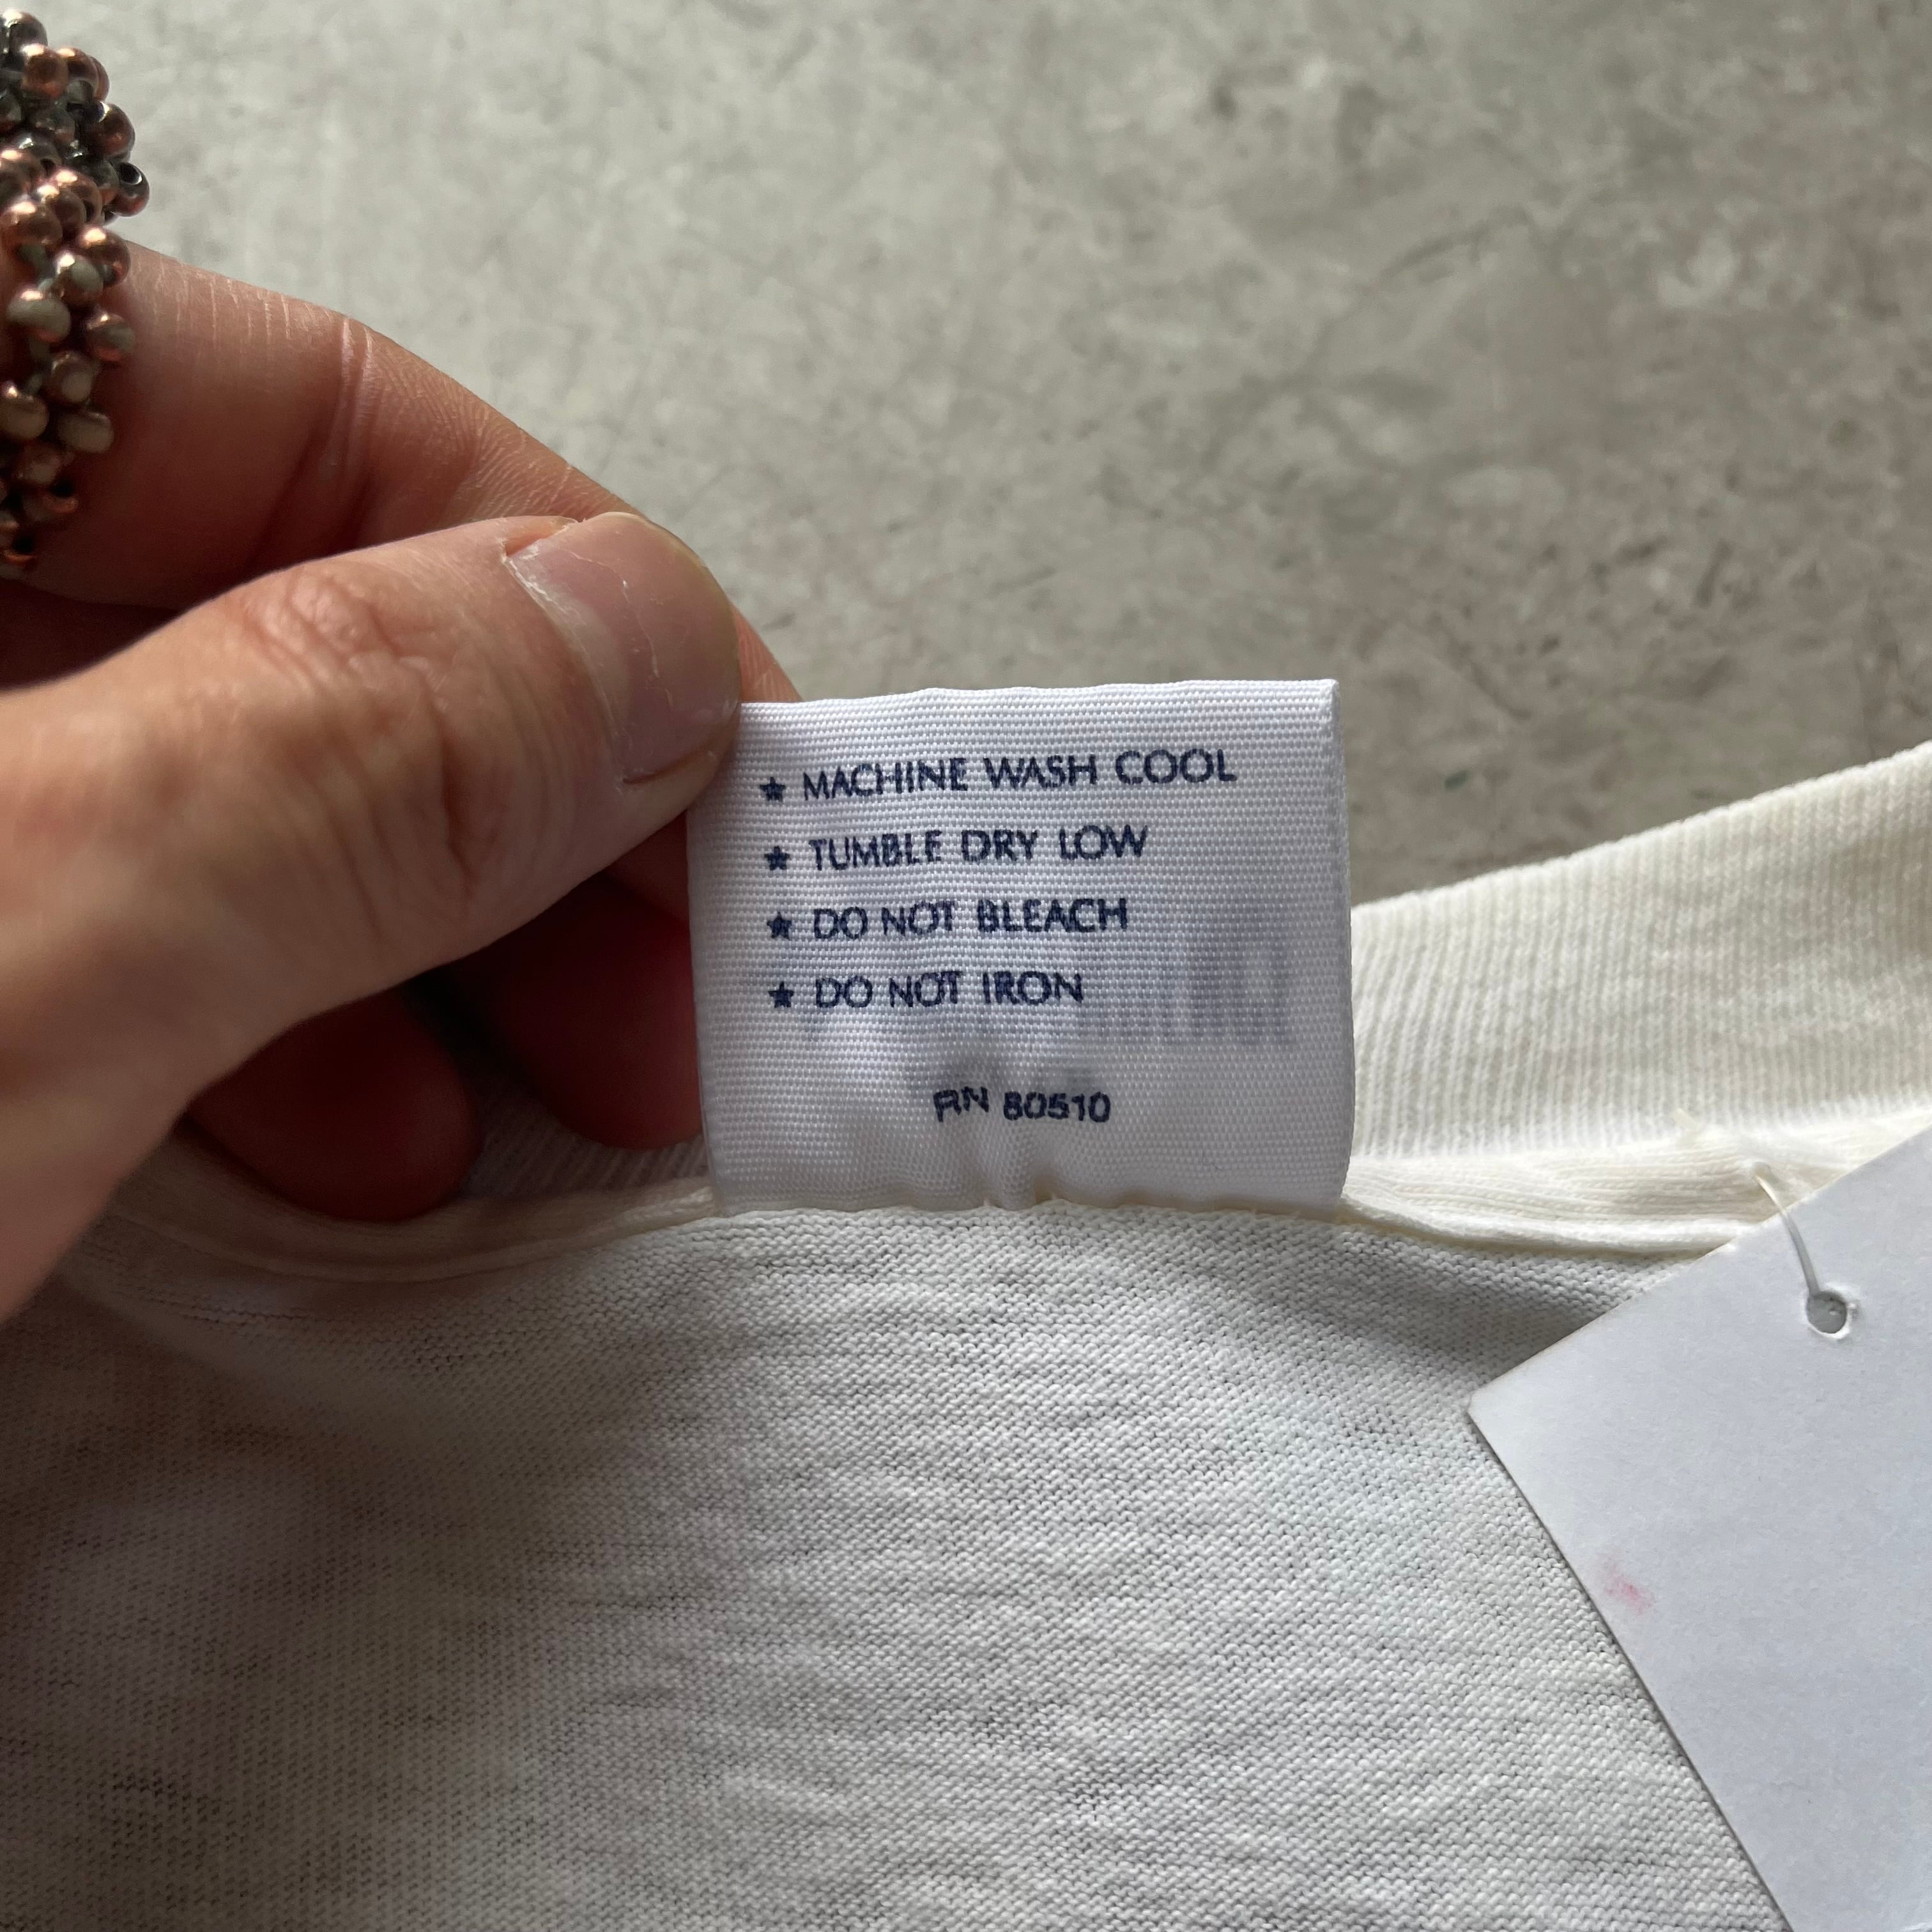 ★ MACHINE WASH COOL
★ TUMBLE DRY LOW
★ DO NOT BLEACH
★ DO NOT IRON
RN 80510